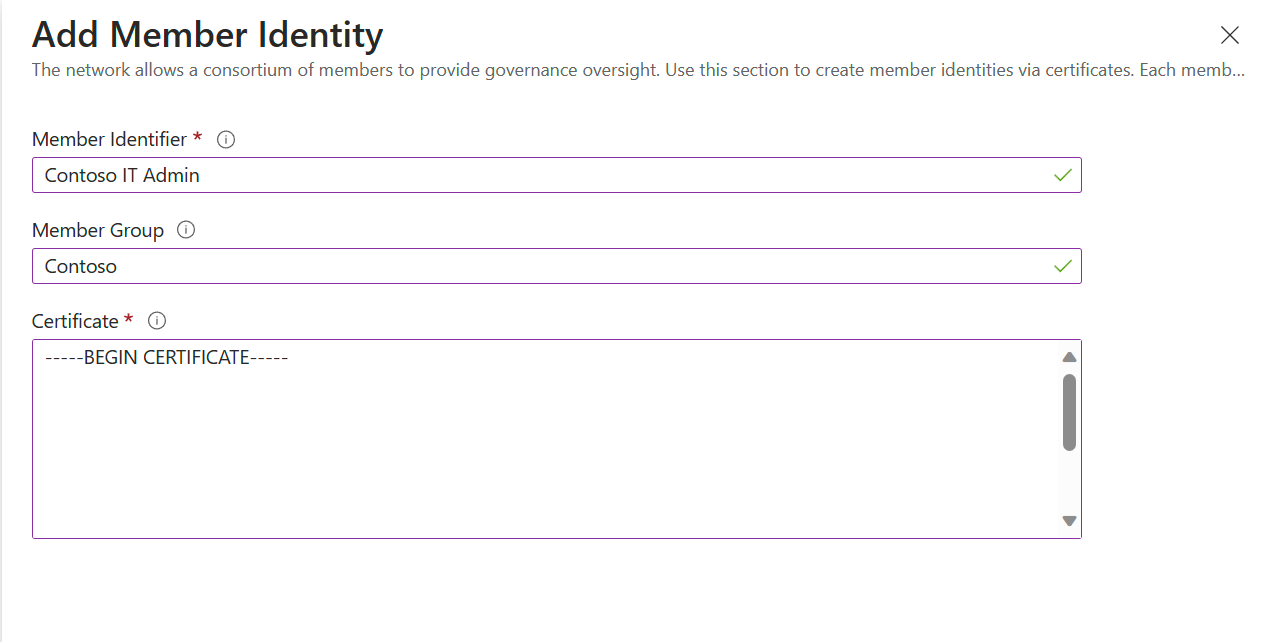 Add Member Identity
The network allows a consortium of members to provide governance oversight. Use this section to create member identities via certificates. Each memb...
Member Identifier *
Contoso IT Admin
Member Group
Contoso
Certificate *
-----BEGIN CERTIFICATE-----